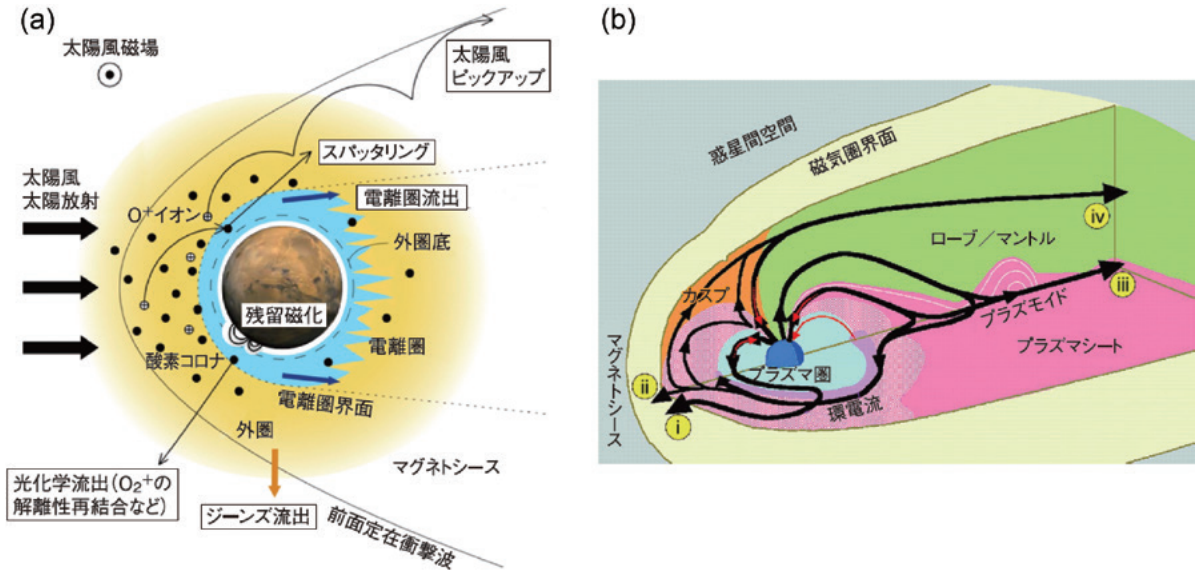 (a)
太陽風磁場
太陽風
ピックアップ
スパッタリング
太陽風
太陽放射
O⁺イオン
電離圏流出
外圏底
残留磁化
酸素コロナ
電離圏
電離圏界面
外圏
マグネトシース
光化学流出(O₂⁺の
解離性再結合など)
ジーンズ流出
前面定在衝撃波
(b)
惑星間空間
磁気圏界面
iv
ローブ／マントル
カスプ
iii
プラズモイド
プラズマシート
プラズマ圏
マグネトシース
ii
環電流
i